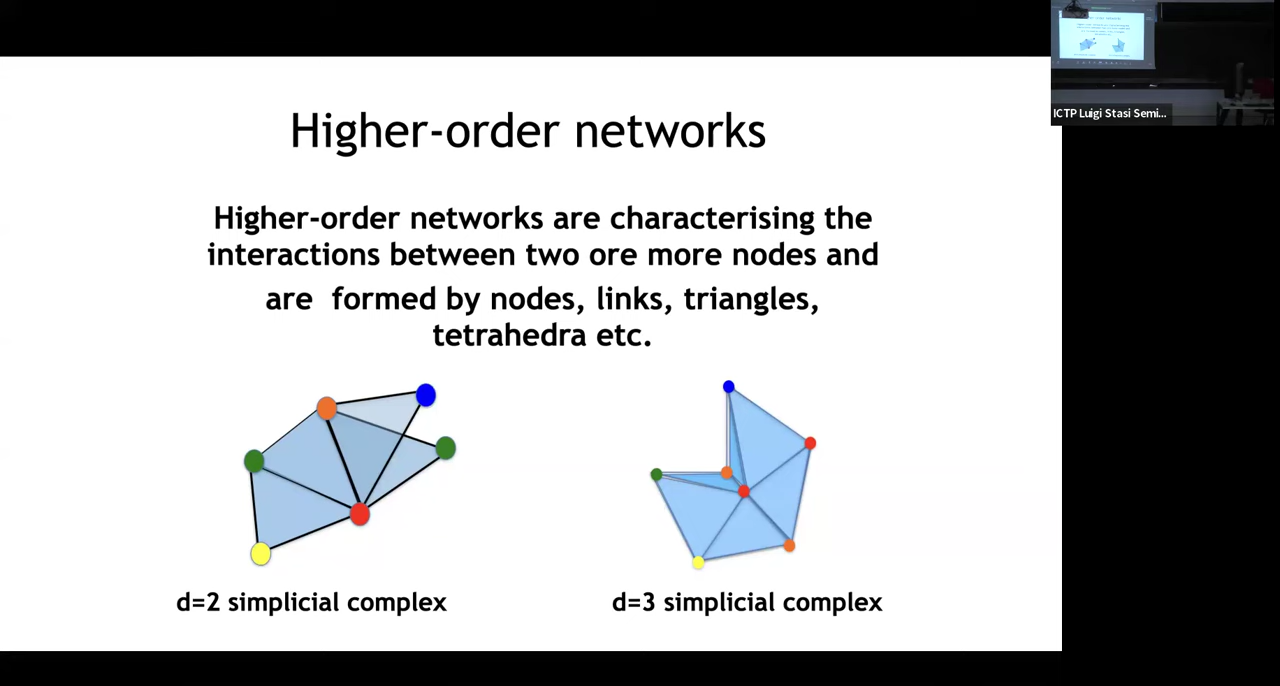 Higher-order networks
Higher-order networks are characterising the
interactions between two ore more nodes and
are formed by nodes, links, triangles,
tetrahedra etc.
d=2 simplicial complex
d=3 simplicial complex
ICTP Luigi Stasi Semi...